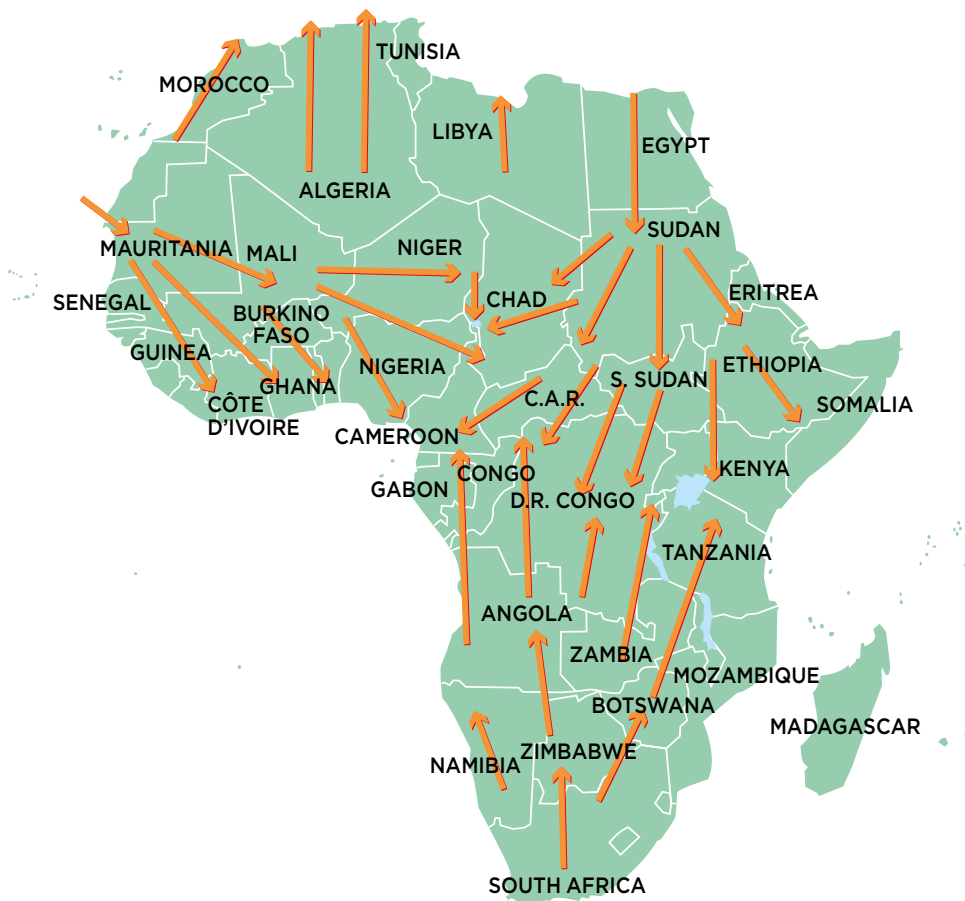 TUNISIA
MOROCCO
LIBYA
EGYPT
ALGERIA
SUDAN
MAURITANIA
MALI
NIGER
ERITREA
SENEGAL
CHAD
BURKINO
FASO
GUINEA
NIGERIA
ETHIOPIA
GHANA
S. SUDAN
C.A.R.
SOMALIA
CÔTE
D'IVOIRE
CAMEROON
KENYA
CONGO
GABON
D.R. CONGO
TANZANIA
ANGOLA
ZAMBIA
MOZAMBIQUE
BOTSWANA
MADAGASCAR
ZIMBABWE
NAMIBIA
SOUTH AFRICA